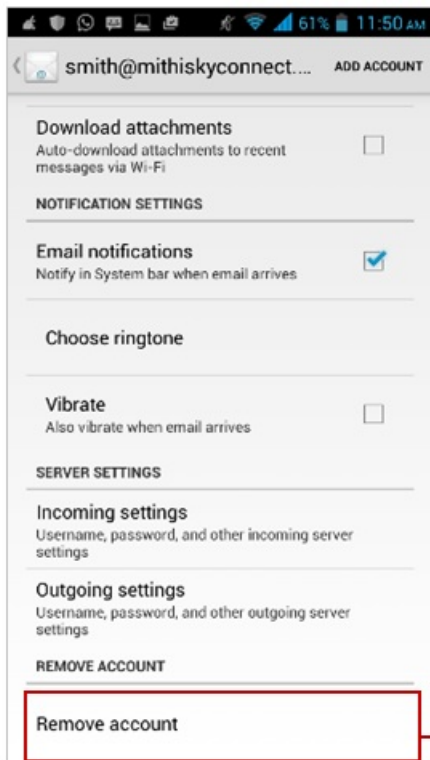 61% 11:50 AM
smith@mithiskyconnect.... ADD ACCOUNT
Download attachments
Auto-download attachments to recent
messages via Wi-Fi
NOTIFICATION SETTINGS
Email notifications
Notify in System bar when email arrives
Choose ringtone
Vibrate
Also vibrate when email arrives
SERVER SETTINGS
Incoming settings
Username, password, and other incoming server
settings
Outgoing settings
Username, password, and other outgoing server
settings
REMOVE ACCOUNT
Remove account